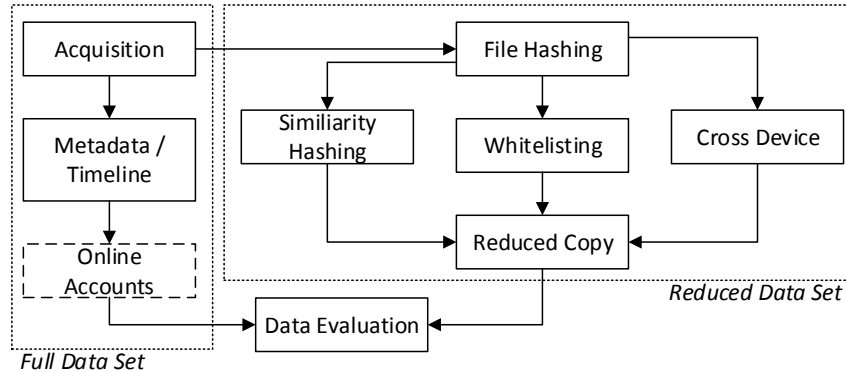 Acquisition
File Hashing
Similiarity
Hashing
Metadata /
Timeline
Whitelisting
Cross Device
Online
Accounts
Reduced Copy
Reduced Data Set
Data Evaluation
Full Data Set